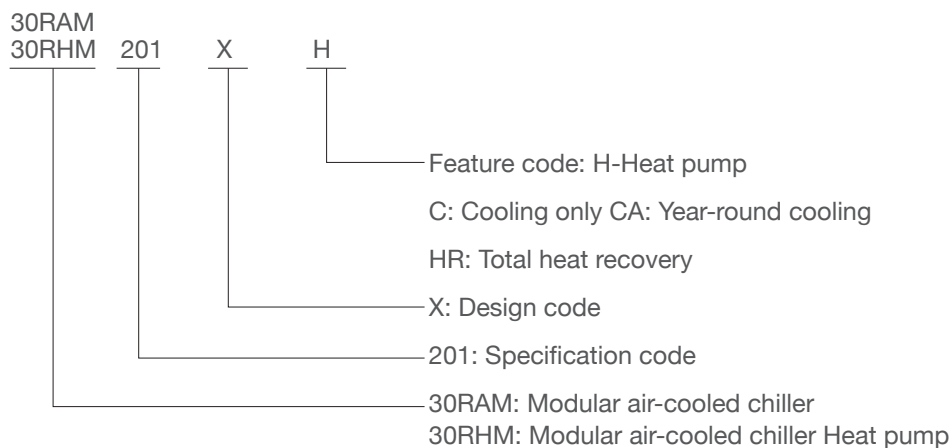 30RAM
30RHM 201 X H
Feature code: H-Heat pump
C: Cooling only CA: Year-round cooling
HR: Total heat recovery
X: Design code
201: Specification code
30RAM: Modular air-cooled chiller
30RHM: Modular air-cooled chiller Heat pump